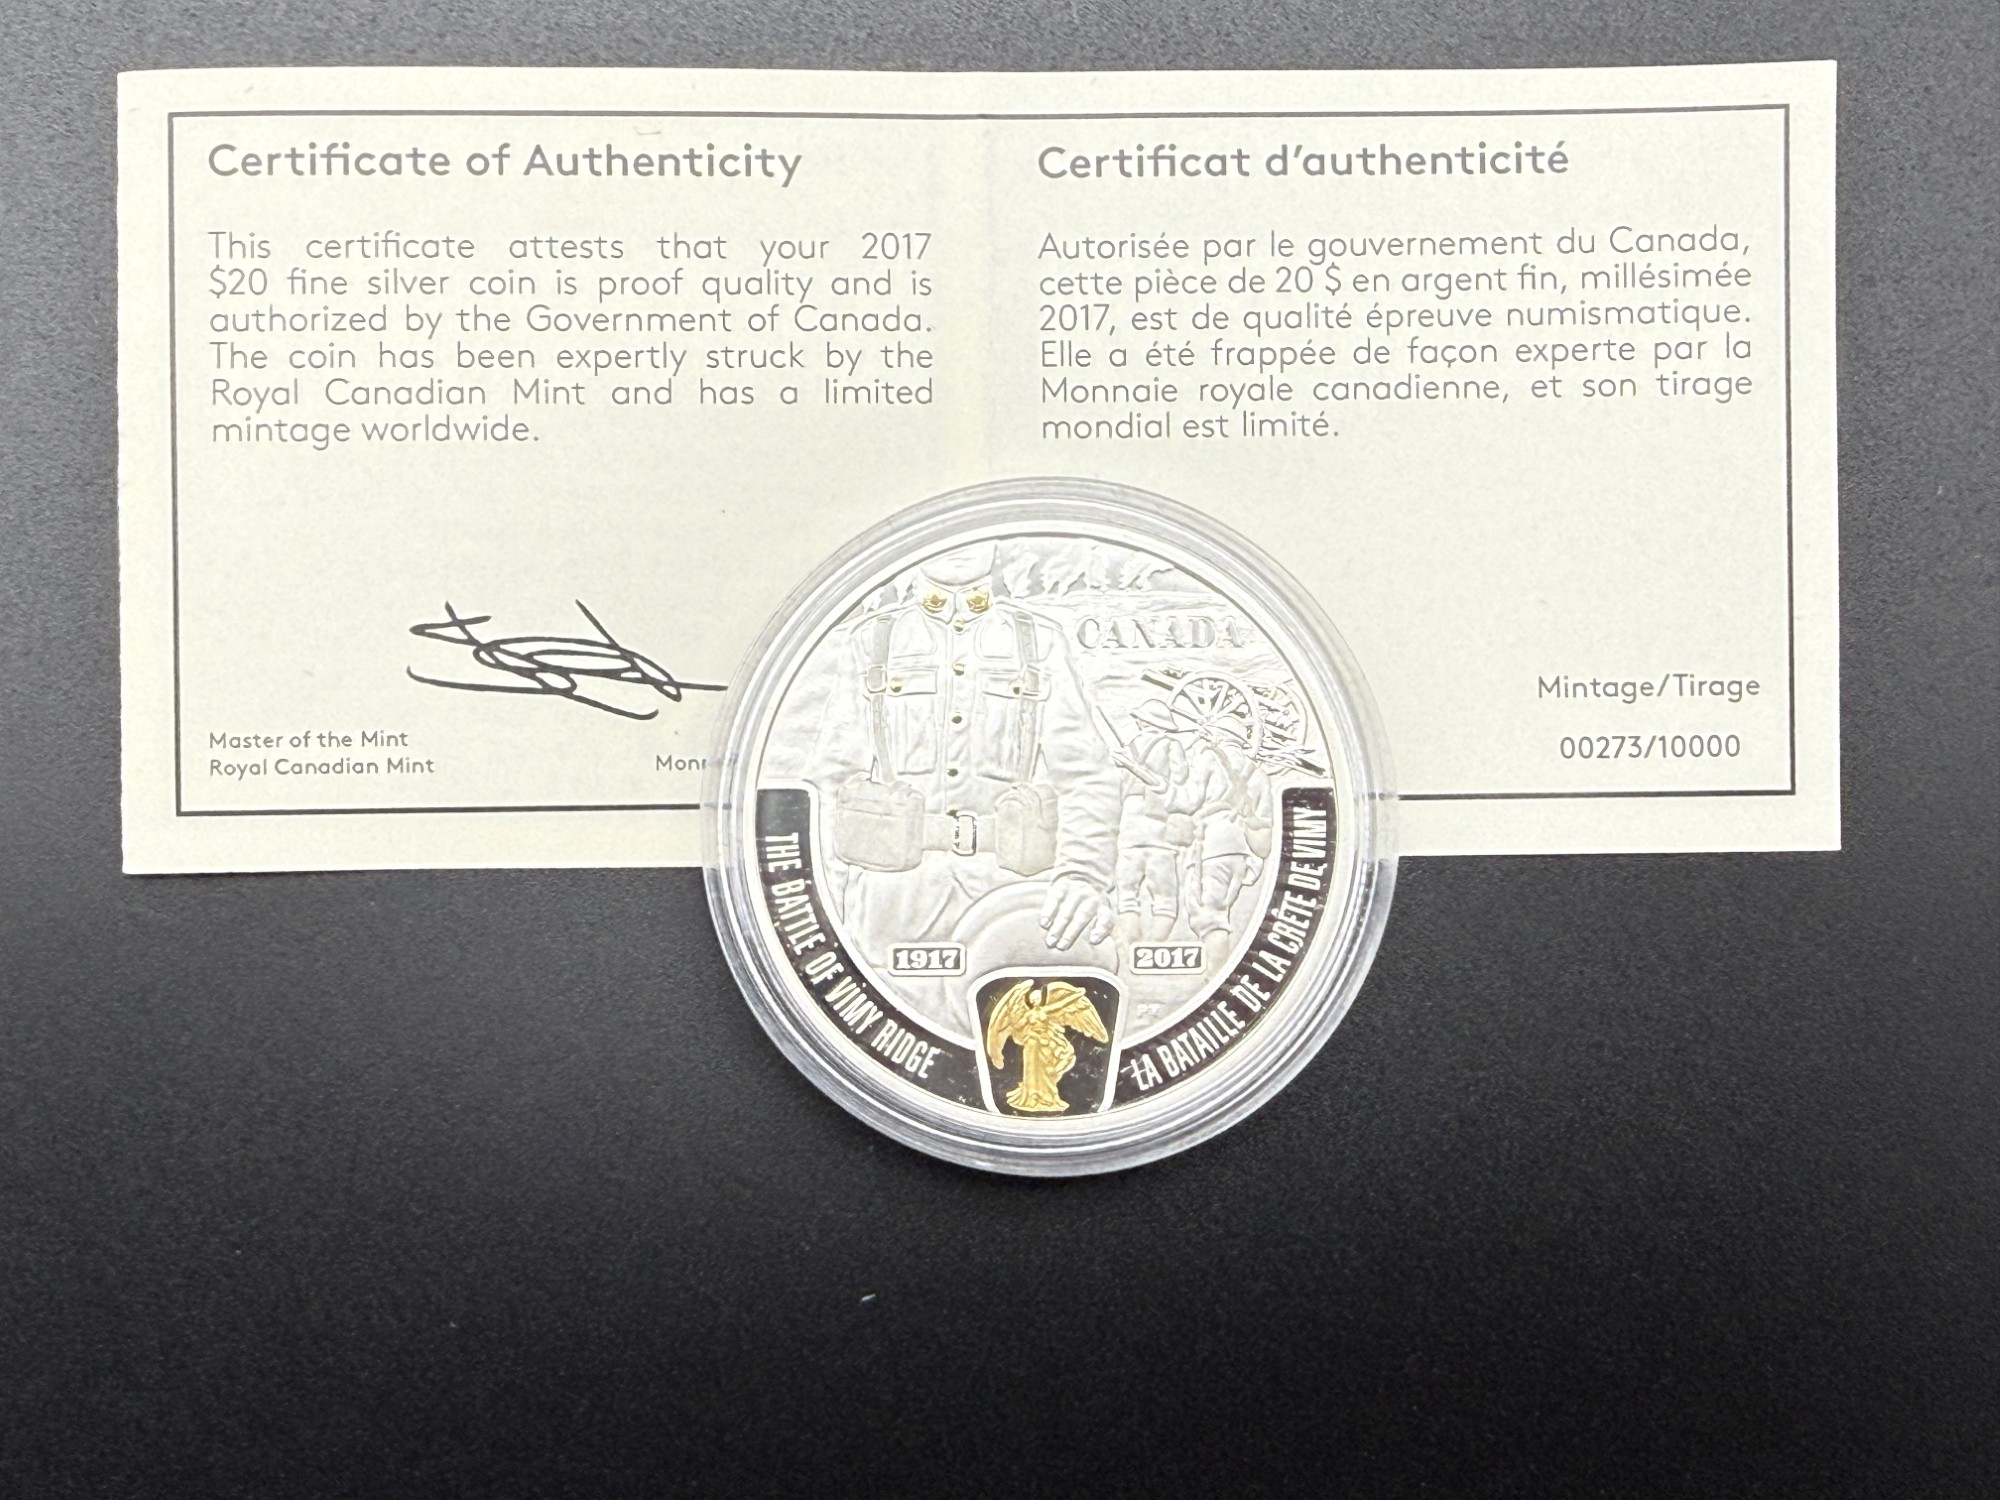 Certificate of Authenticity
This certificate attests that your 2017
$20 fine silver coin is proof quality and is
authorized by the Government of Canada.
The coin has been expertly struck by the
Royal Canadian Mint and has a limited
mintage worldwide.
Master of the Mint
Royal Canadian Mint
Certificat d'authenticité
Autorisée par le gouvernement du Canada,
cette pièce de 20 $ en argent fin, millésimée
2017, est de qualité épreuve numismatique.
Elle a été frappée de façon experte par la
Monnaie royale canadienne, et son tirage
mondial est limité.
Mintage/Tirage
00273/10000
CANADA
1917
2017
THE BATTLE OF VIMY RIDGE
LA BATAILLE DE LA CRÊTE DE VIMY